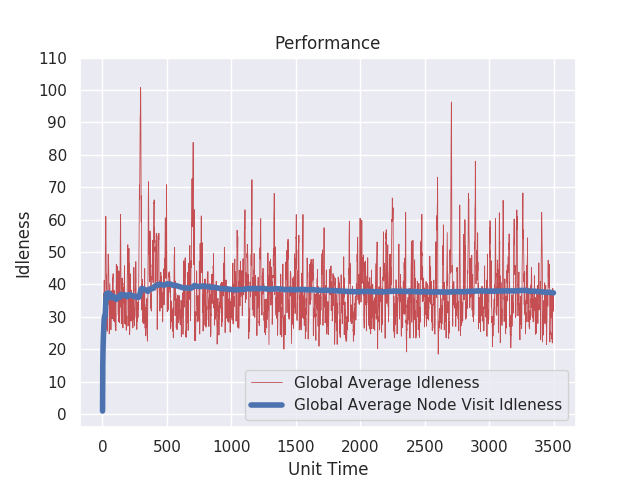 Performance
110
100
90
80
70
60
50
40
30
20
10
0
Idleness
Global Average Idleness
Global Average Node Visit Idleness
0 500 1000 1500 2000 2500 3000 3500
Unit Time